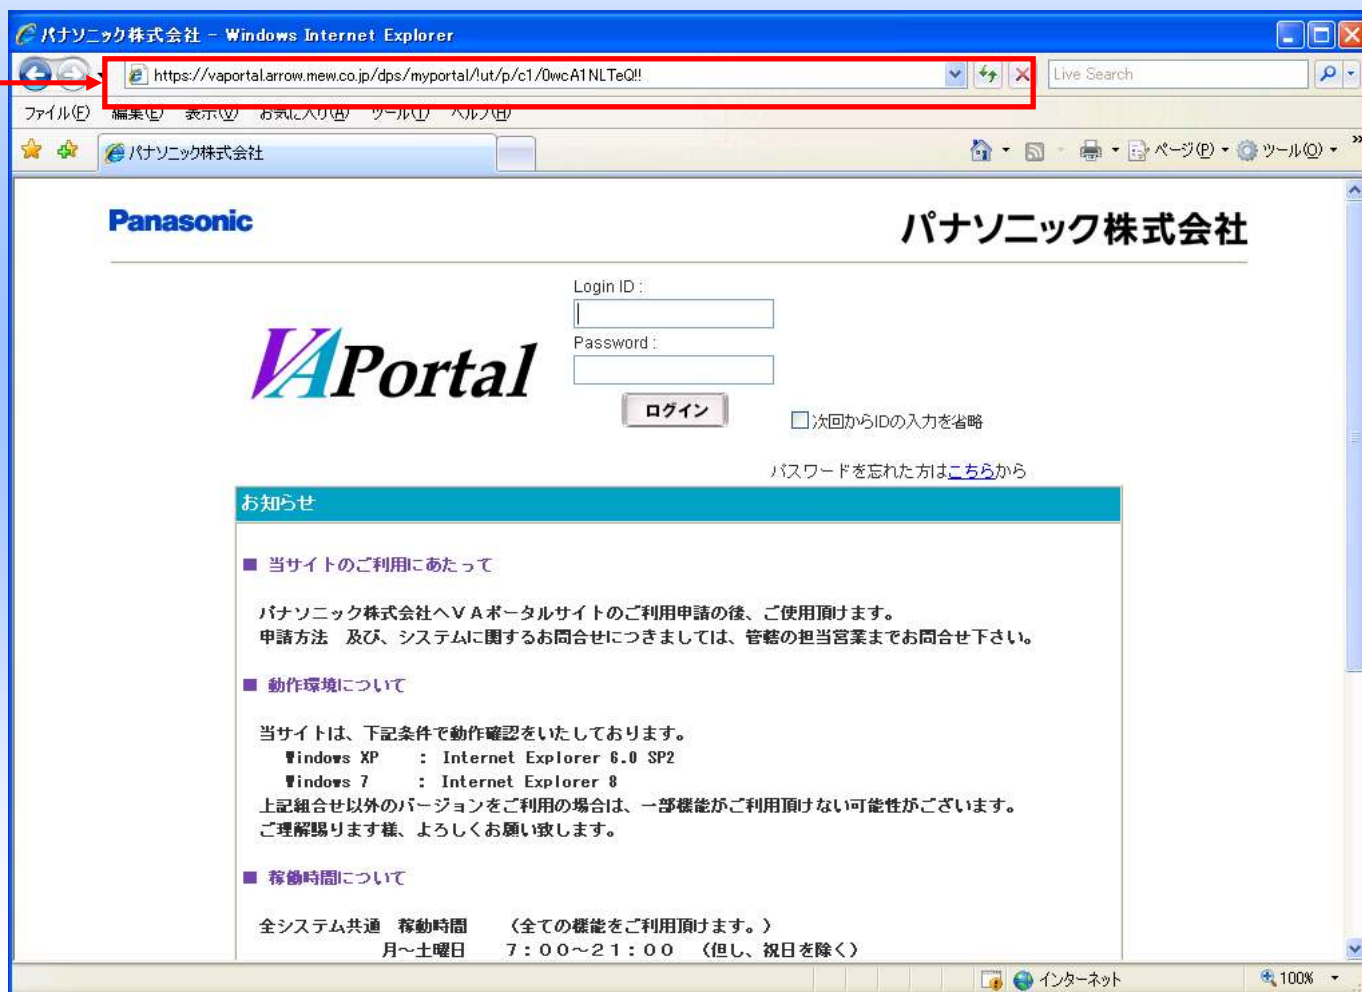 パナソニック株式会社 - Windows Internet Explorer
https://vaportal.arrow.mew.co.jp/dps/myportal/!ut/p/c1/0wcA1NLTeQ!!
Live Search
ファイル(F) 編集(E) 表示(V) お気に入り(A) ツール(T) ヘルプ(H)
パナソニック株式会社
ページ(P) ツール(O)
Panasonic
パナソニック株式会社
Login ID :
VAPortal
Password :
ログイン
次回からIDの入力を省略
パスワードを忘れた方はこちらから
お知らせ
■ 当サイトのご利用にあたって
パナソニック株式会社へVAポータルサイトのご利用申請の後、ご使用頂けます。
申請方法 及び、システムに関するお問合せにつきましては、管轄の担当営業までお問合せ下さい。
■ 動作環境について
当サイトは、下記条件で動作確認をいたしております。
Windows XP : Internet Explorer 6.0 SP2
Windows 7 : Internet Explorer 8
上記組合せ以外のバージョンをご利用の場合は、一部機能がご利用頂けない可能性がございます。
ご理解賜ります様、よろしくお願い致します。
■ 稼働時間について
全システム共通 稼動時間 (全ての機能をご利用頂けます。)
月～土曜日 7:00～21:00 (但し、祝日を除く)
インターネット
100%